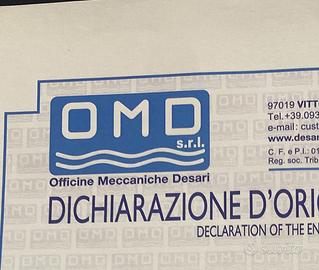 OMD
s.r.l.
Officine Meccaniche Desari
97019 VITT
Tel.+39.093
e-mail: cust
www.desar
C. F. e P.I.: 01
Reg. soc. Trib
DICHIARAZIONE D'ORI
DECLARATION OF THE EN